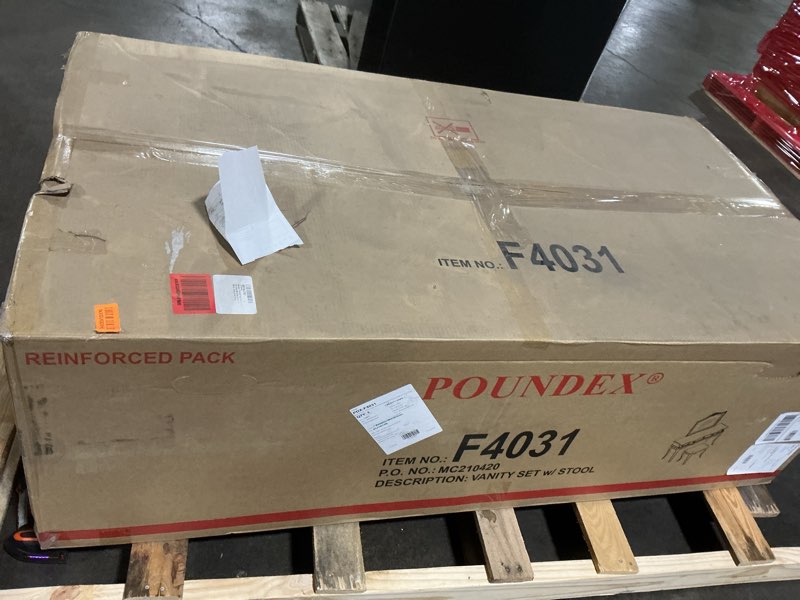 ITEM NO.: F4031
REINFORCED PACK
POUNDEX®
ITEM NO.: F4031
P.O. NO.: MC210420
DESCRIPTION: VANITY SET w/ STOOL